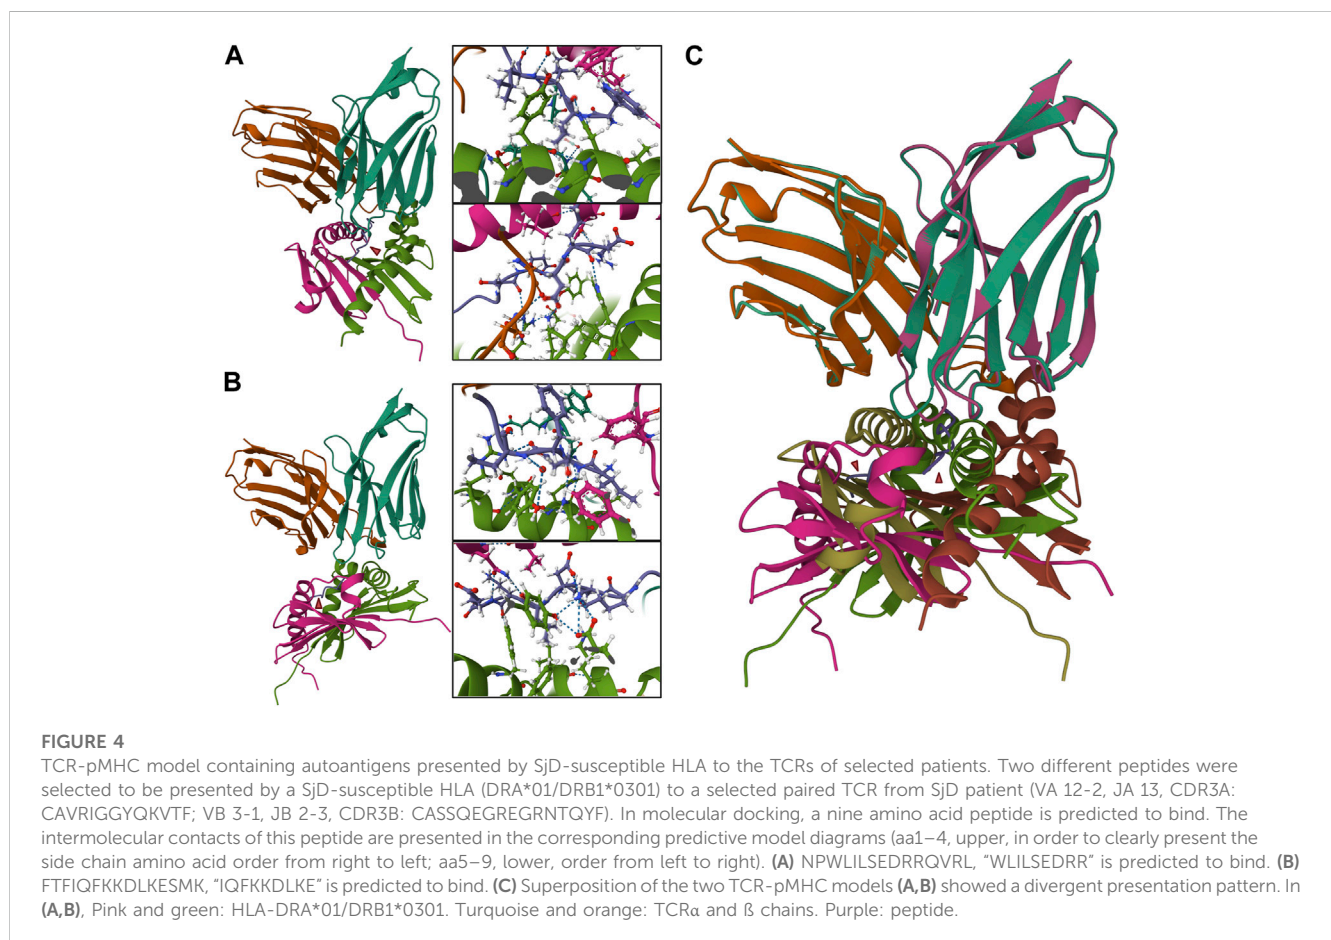 A
B
C
FIGURE 4
TCR-pMHC model containing autoantigens presented by SjD-susceptible HLA to the TCRs of selected patients. Two different peptides were
selected to be presented by a SjD-susceptible HLA (DRA*01/DRB1*0301) to a selected paired TCR from SjD patient (VA 12-2, JA 13, CDR3A:
CAVRIGGYQKVTF; VB 3-1, JB 2-3, CDR3B: CASSQEGREGRNTQYF). In molecular docking, a nine amino acid peptide is predicted to bind. The
intermolecular contacts of this peptide are presented in the corresponding predictive model diagrams (aa1–4, upper, in order to clearly present the
side chain amino acid order from right to left; aa5–9, lower, order from left to right). (A) NPWLILSEDRRQVRL, “WLILSEDRR” is predicted to bind. (B)
FTFIQFKKDLKESMK, “IQFKKDLKE” is predicted to bind. (C) Superposition of the two TCR-pMHC models (A,B) showed a divergent presentation pattern. In
(A,B), Pink and green: HLA-DRA*01/DRB1*0301. Turquoise and orange: TCRα and ß chains. Purple: peptide.